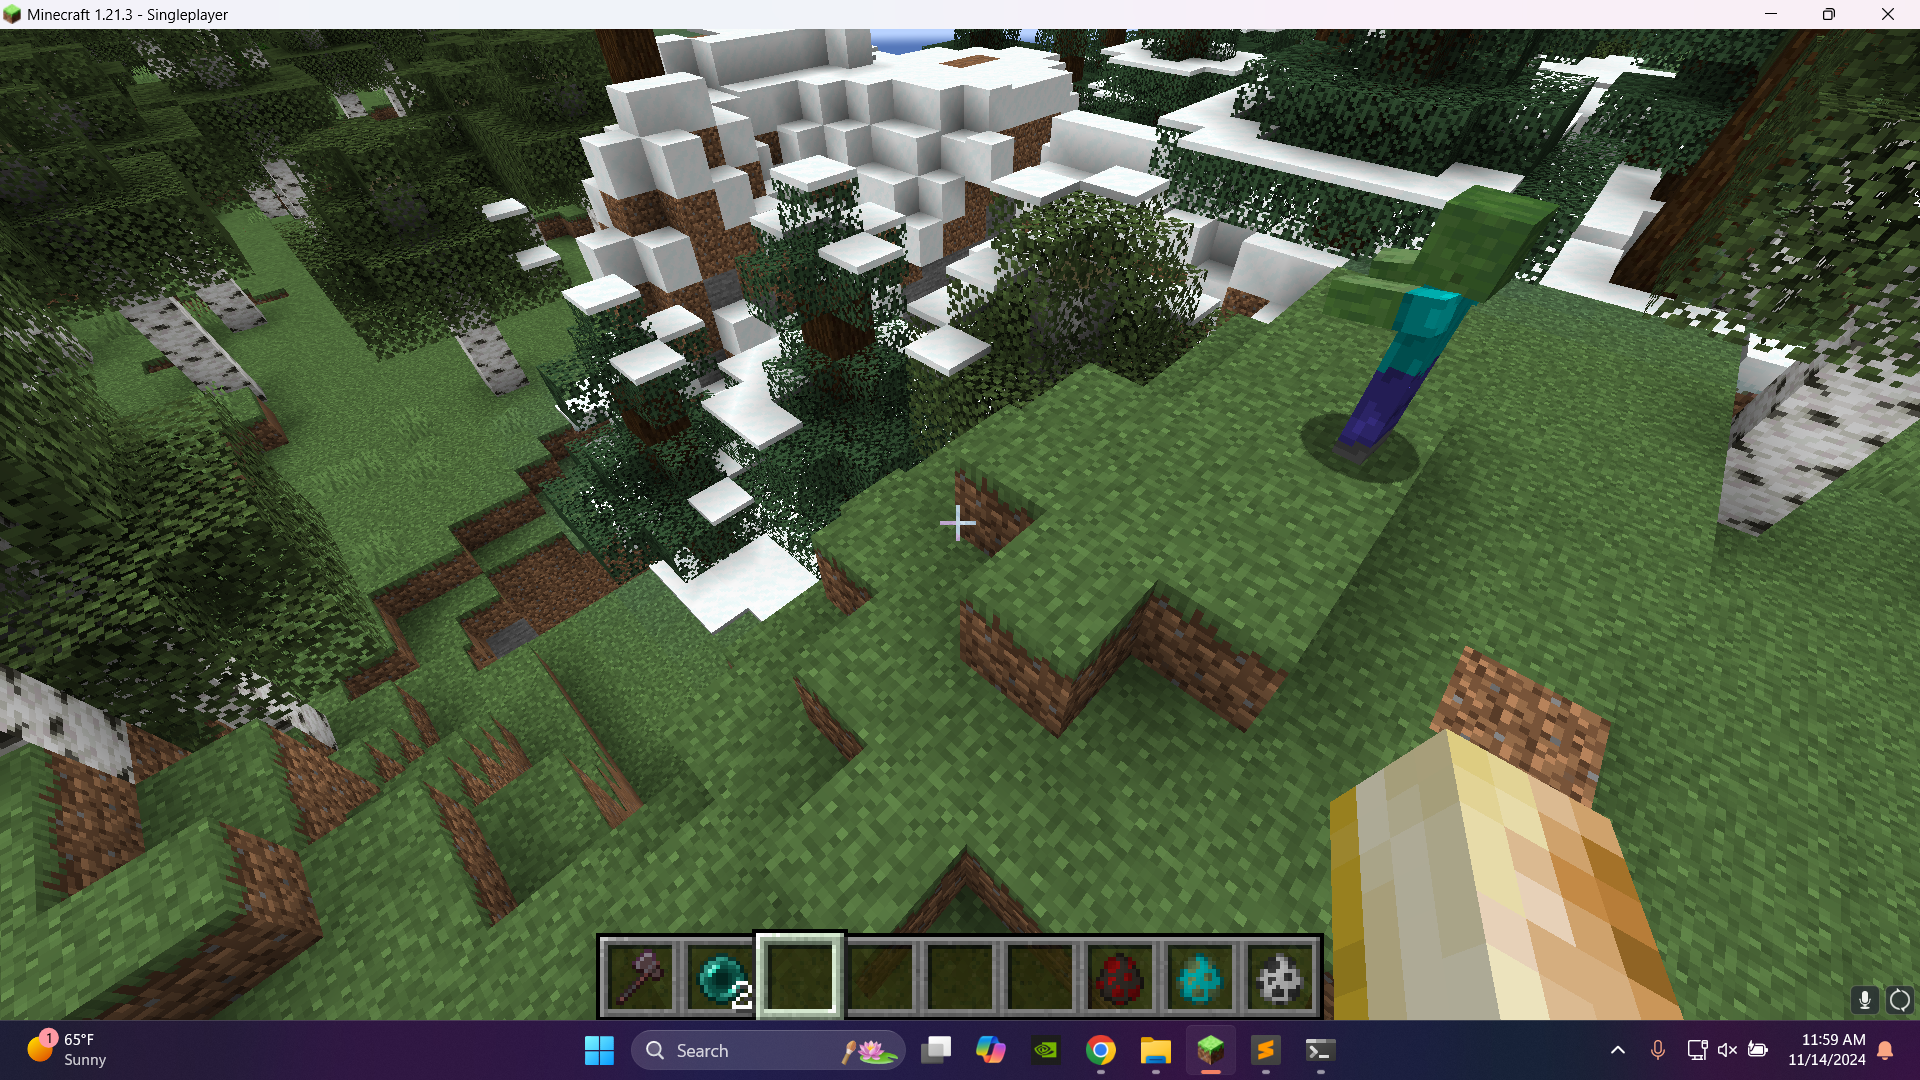 Minecraft 1.21.3 - Singleplayer
2
1
65°F
Sunny
Search
11:59 AM
11/14/2024